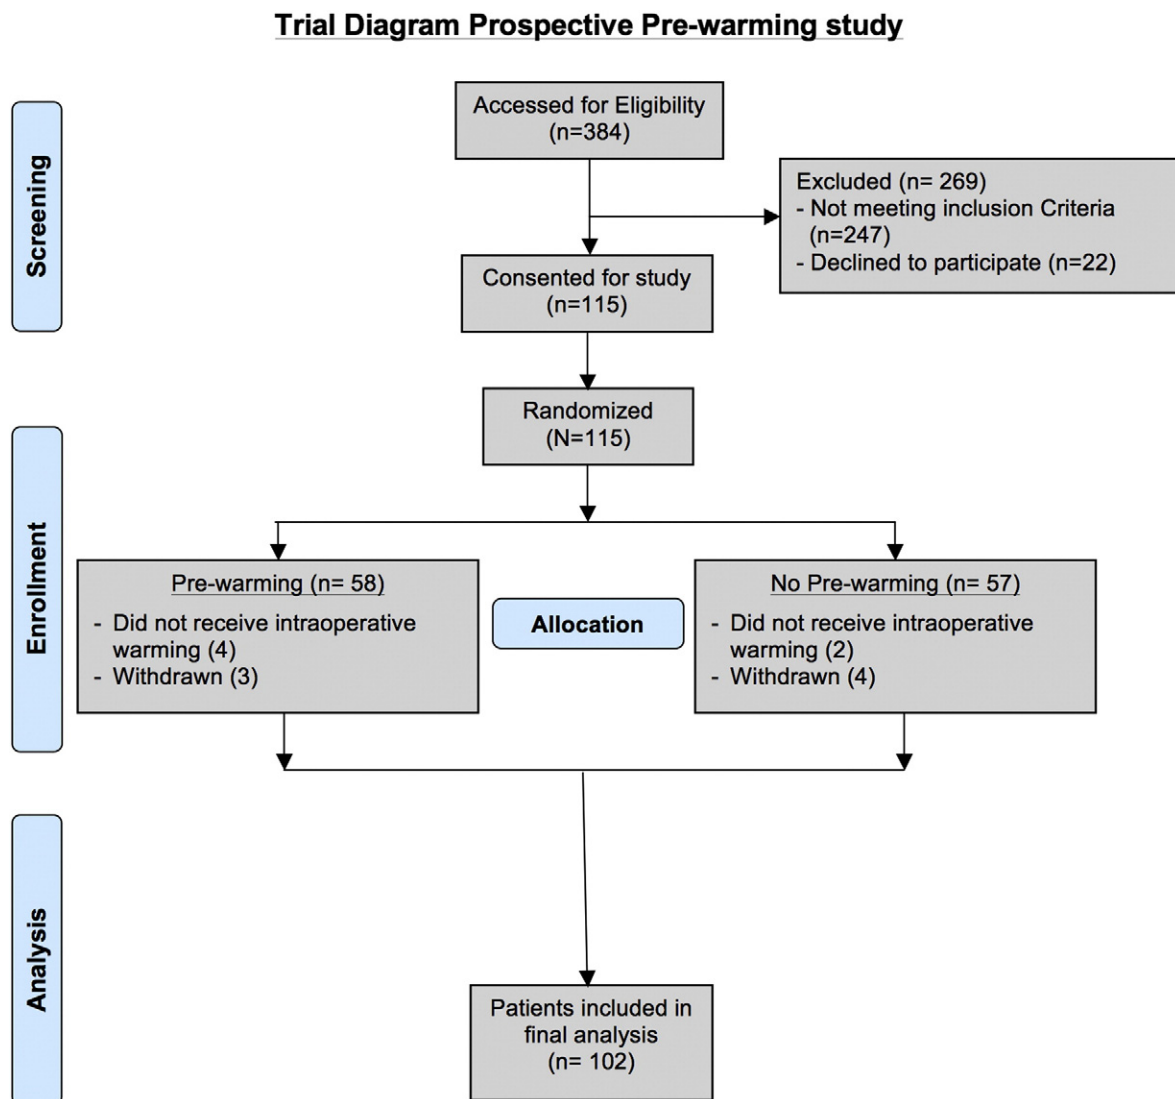 Trial Diagram Prospective Pre-warming study
Screening
Accessed for Eligibility
(n=384)
Excluded (n= 269)
- Not meeting inclusion Criteria
(n=247)
- Declined to participate (n=22)
Consented for study
(n=115)
Enrollment
Randomized
(N=115)
Pre-warming (n= 58)
- Did not receive intraoperative
warming (4)
- Withdrawn (3)
Allocation
No Pre-warming (n= 57)
- Did not receive intraoperative
warming (2)
- Withdrawn (4)
Analysis
Patients included in
final analysis
(n= 102)